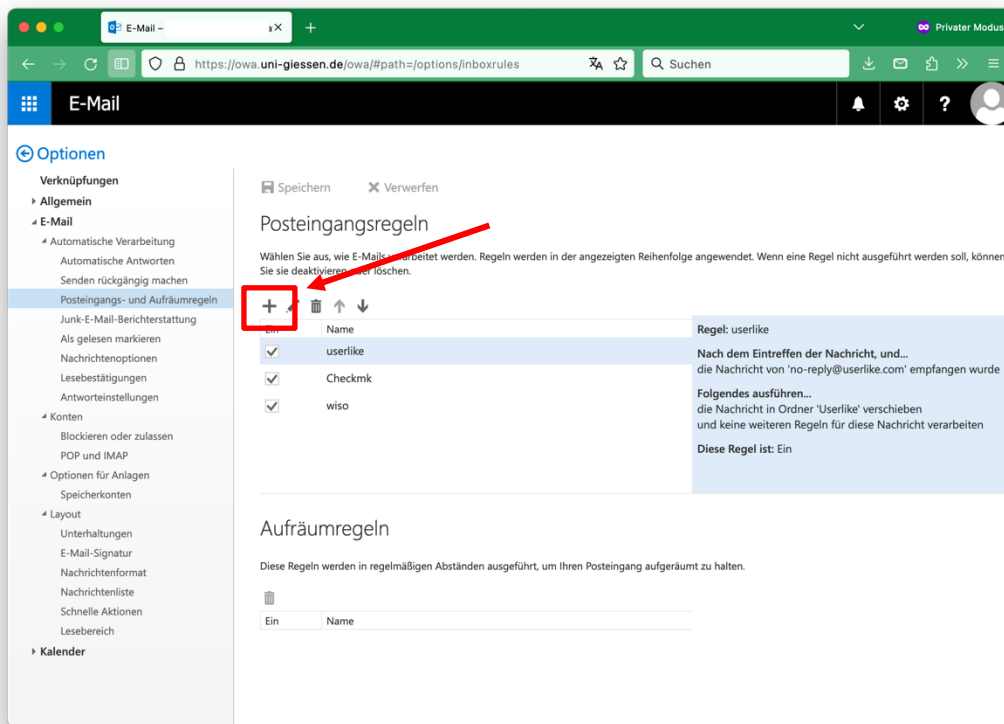 E-Mail –
Privater Modus
https://owa.uni-giessen.de/owa/#path=/options/inboxrules
Suchen
E-Mail
?
Optionen
Verknüpfungen
Allgemein
E-Mail
Automatische Verarbeitung
Automatische Antworten
Senden rückgängig machen
Posteingangs- und Aufräumregeln
Junk-E-Mail-Berichterstattung
Als gelesen markieren
Nachrichtenoptionen
Lesebestätigungen
Antworteinstellungen
Konten
Blockieren oder zulassen
POP und IMAP
Optionen für Anlagen
Speicherkonten
Layout
Unterhaltungen
E-Mail-Signatur
Nachrichtenformat
Nachrichtenliste
Schnelle Aktionen
Lesebereich
Kalender
Speichern Verwerfen
Posteingangsregeln
Wählen Sie aus, wie E-Mails verarbeitet werden. Regeln werden in der angezeigten Reihenfolge angewendet. Wenn eine Regel nicht ausgeführt werden soll, können
Sie sie deaktivieren oder löschen.
Ein Name
userlike
Checkmk
wiso
Regel: userlike
Nach dem Eintreffen der Nachricht, und...
die Nachricht von 'no-reply@userlike.com' empfangen wurde
Folgendes ausführen...
die Nachricht in Ordner 'Userlike' verschieben
und keine weiteren Regeln für diese Nachricht verarbeiten
Diese Regel ist: Ein
Aufräumregeln
Diese Regeln werden in regelmäßigen Abständen ausgeführt, um Ihren Posteingang aufgeräumt zu halten.
Ein Name